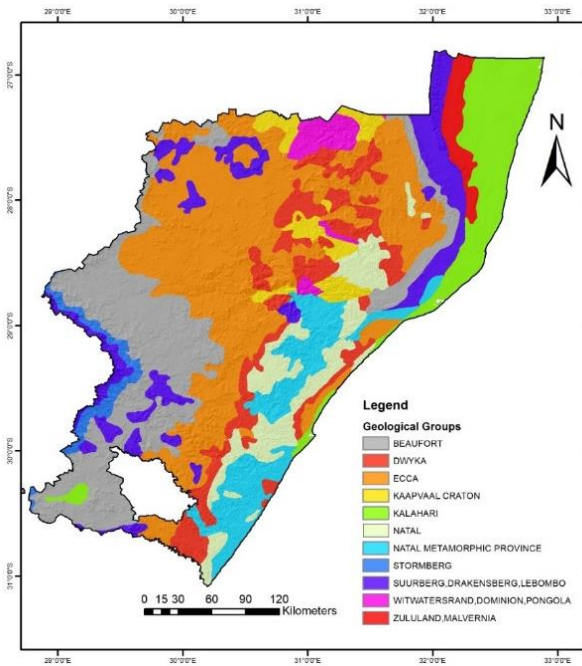 29°0'0"E 30°0'0"E 31°0'0"E 32°0'0"E 33°0'0"E
27°0'0"S
28°0'0"S
29°0'0"S
30°0'0"S
31°0'0"S
N
Legend
Geological Groups
BEAUFORT
DWYKA
ECCA
KAAPVAAL CRATON
KALAHARI
NATAL
NATAL METAMORPHIC PROVINCE
STORMBERG
SUURBERG,DRAKENSBERG,LEBOMBO
WITWATERSRAND,DOMINION,PONGOLA
ZULULAND,MALVERNIA
0 15 30 60 90 120
Kilometers
29°0'0"E 30°0'0"E 31°0'0"E 32°0'0"E 33°0'0"E